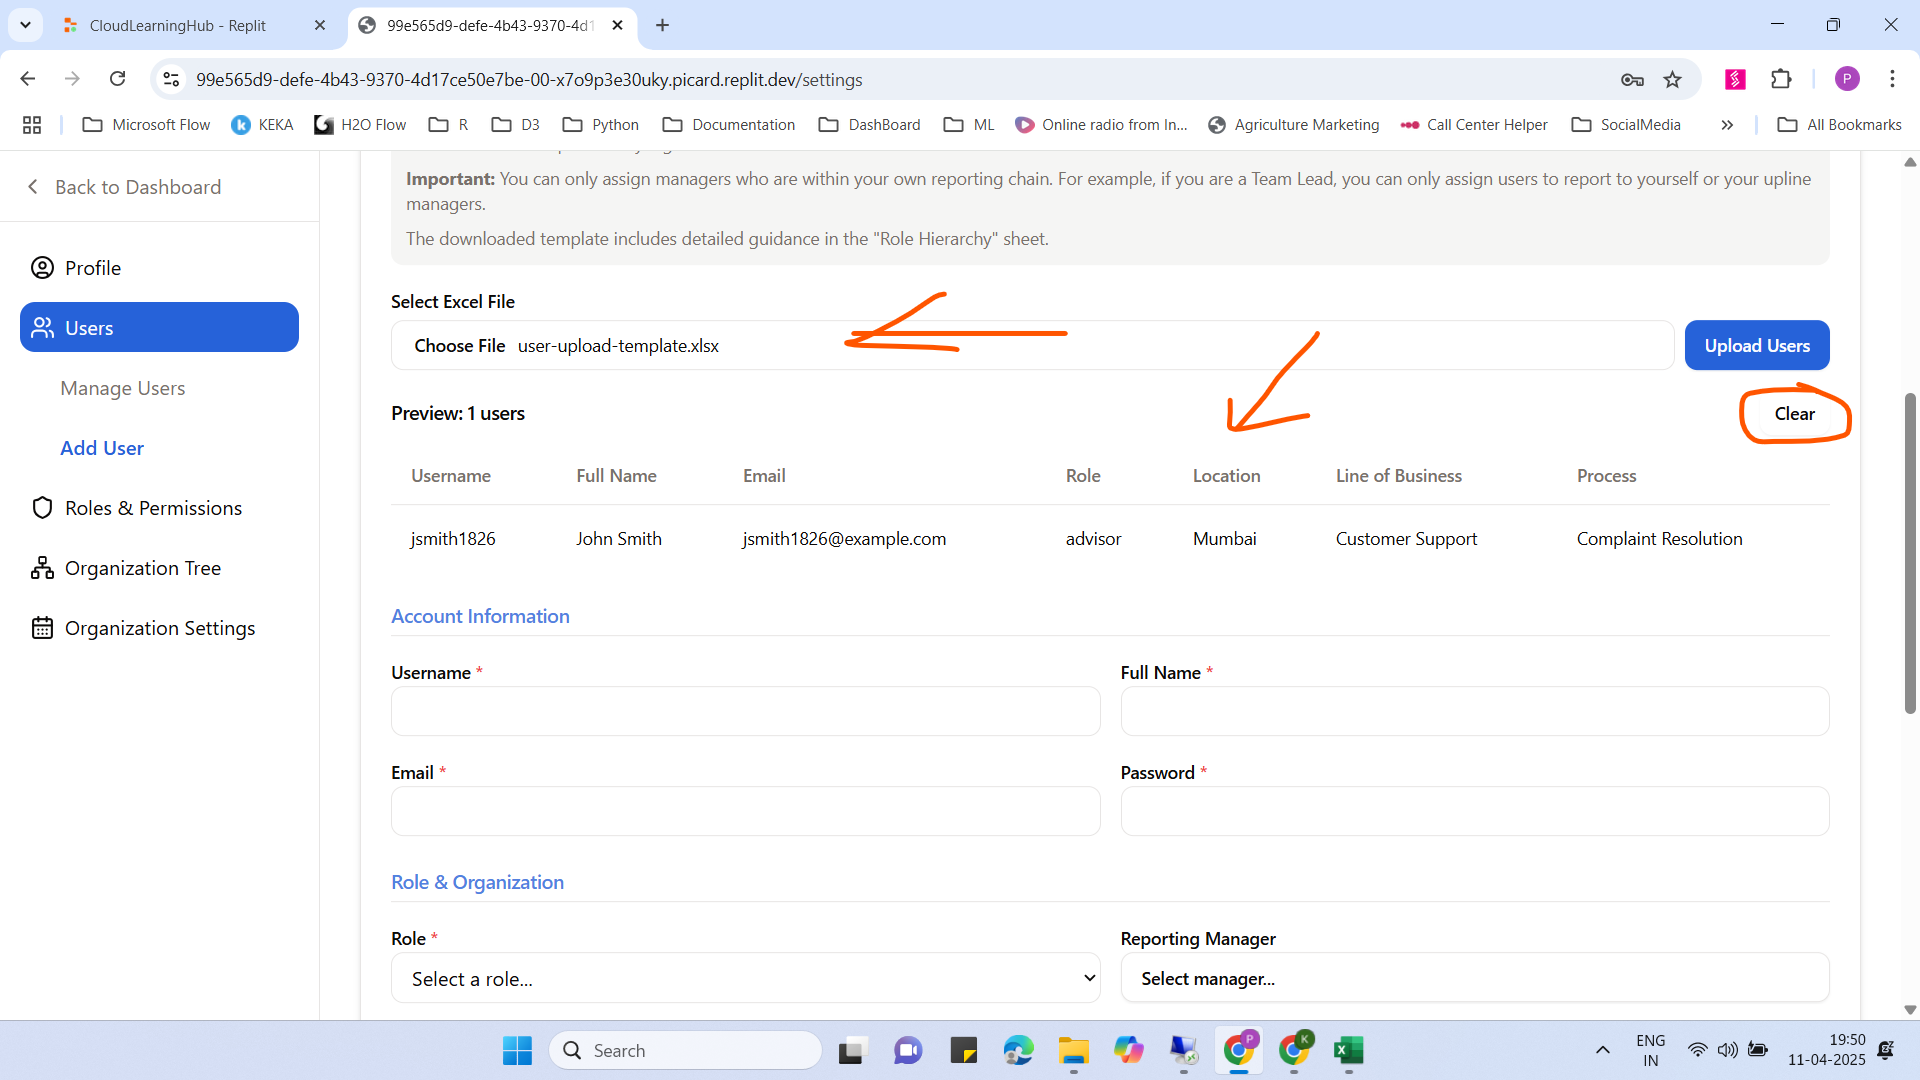 CloudLearningHub - Replit
99e565d9-defe-4b43-9370-4d1
99e565d9-defe-4b43-9370-4d17ce50e7be-00-x7o9p3e30uky.picard.replit.dev/settings
P
Microsoft Flow
KEKA
H2O Flow
R
D3
Python
Documentation
DashBoard
ML
Online radio from In...
Agriculture Marketing
Call Center Helper
SocialMedia
All Bookmarks
Back to Dashboard
Profile
Users
Manage Users
Add User
Roles & Permissions
Organization Tree
Organization Settings
Important: You can only assign managers who are within your own reporting chain. For example, if you are a Team Lead, you can only assign users to report to yourself or your upline
managers.
The downloaded template includes detailed guidance in the "Role Hierarchy" sheet.
Select Excel File
Choose File user-upload-template.xlsx
Upload Users
Preview: 1 users
Clear
Username Full Name Email Role Location Line of Business Process
jsmith1826 John Smith jsmith1826@example.com advisor Mumbai Customer Support Complaint Resolution
Account Information
Username * Full Name *
Email * Password *
Role & Organization
Role * Reporting Manager
Select a role... Select manager...
Search
P
K
ENG
IN
19:50
11-04-2025